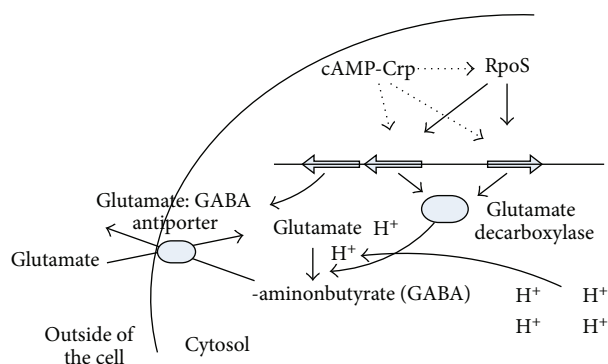 cAMP-Crp RpoS
Glutamate: GABA
antiporter
Glutamate H+
Glutamate
decarboxylase
H+
Glutamate
-aminonbutyrate (GABA)
H+ H+
H+ H+
Outside of
the cell
Cytosol